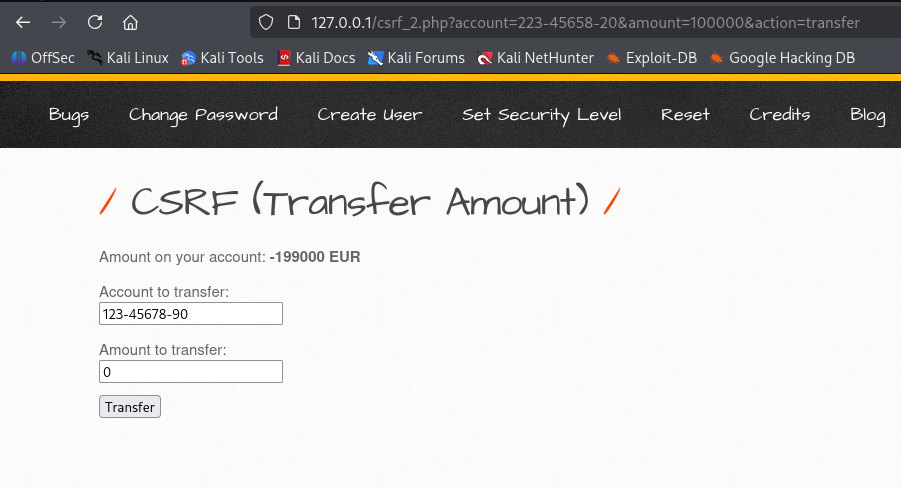 127.0.0.1/csrf_2.php?account=223-45658-20&amount=100000&action=transfer
OffSec Kali Linux Kali Tools Kali Docs Kali Forums Kali NetHunter Exploit-DB Google Hacking DB
Bugs Change Password Create User Set Security Level Reset Credits Blog
/ CSRF (Transfer Amount) /
Amount on your account: -199000 EUR
Account to transfer:
123-45678-90
Amount to transfer:
0
Transfer